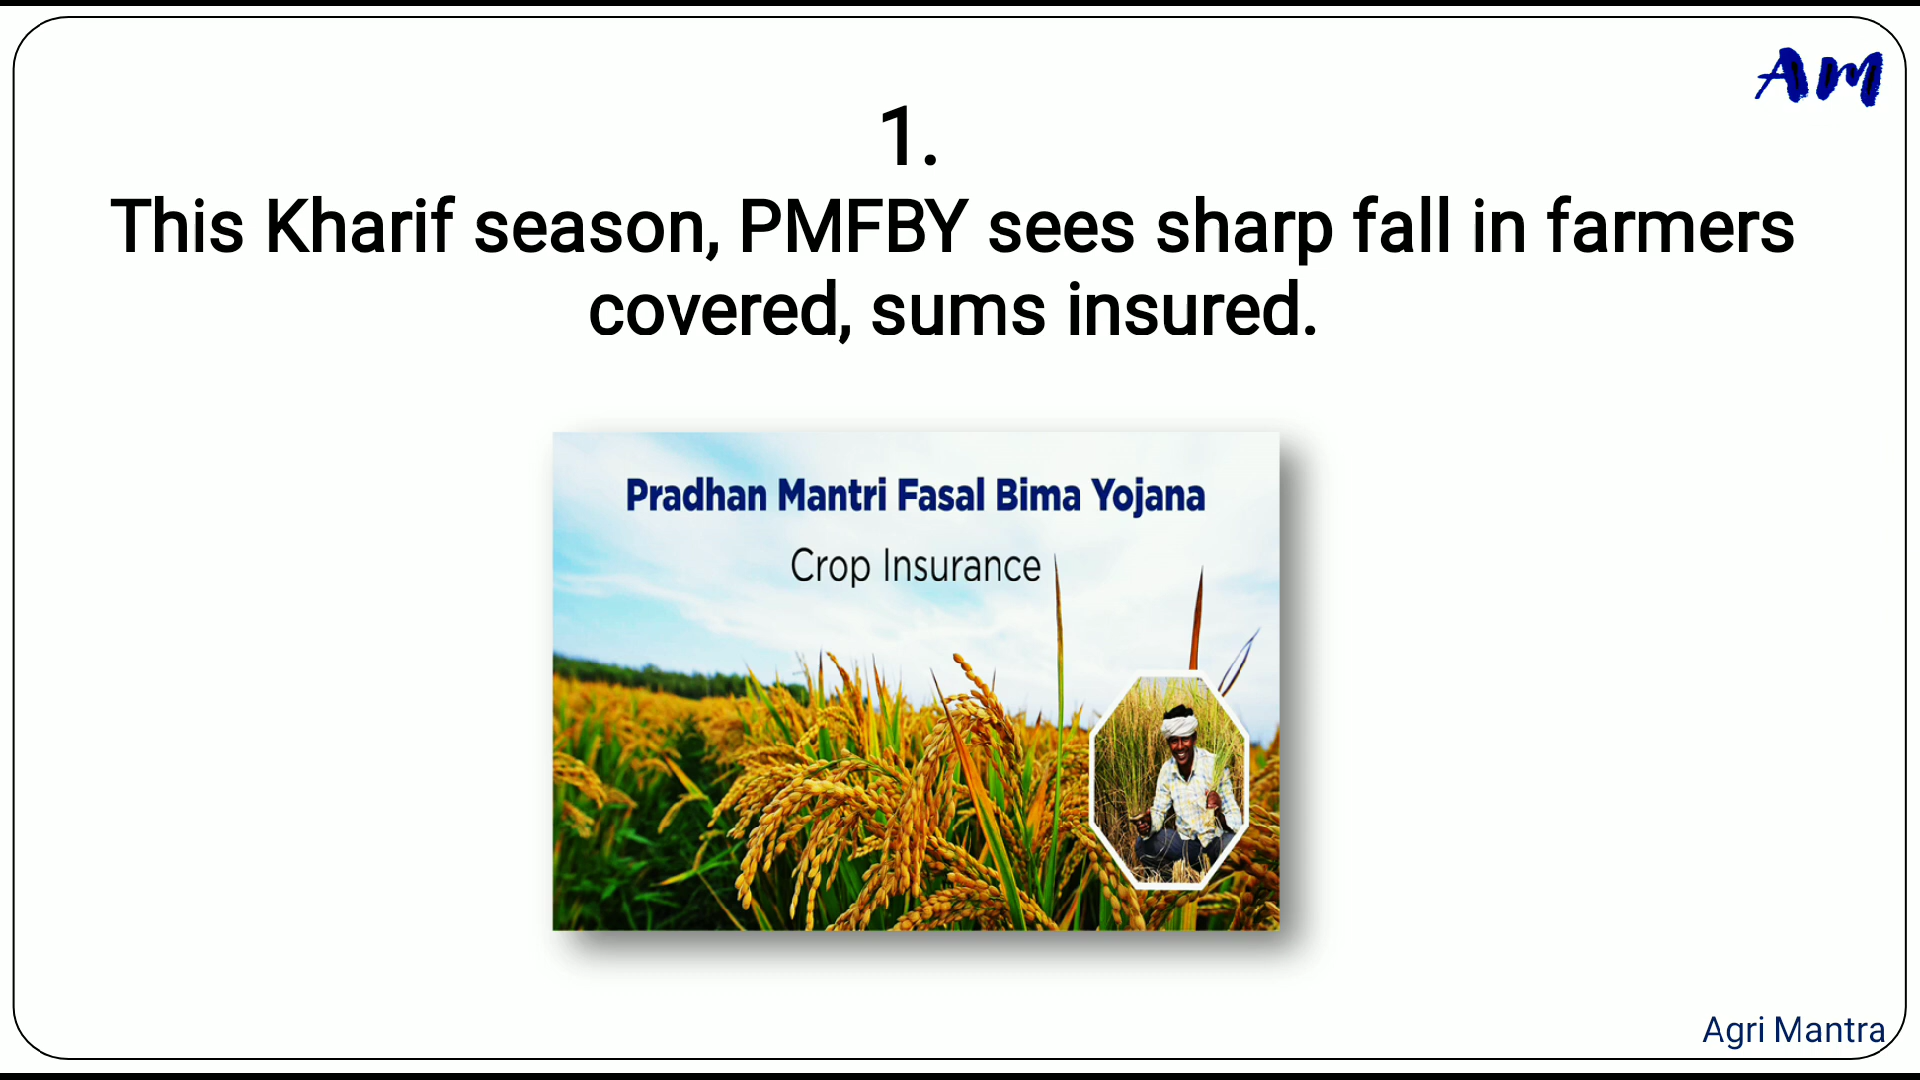 AM
1.
This Kharif season, PMFBY sees sharp fall in farmers
covered, sums insured.
Pradhan Mantri Fasal Bima Yojana
Crop Insurance
Agri Mantra